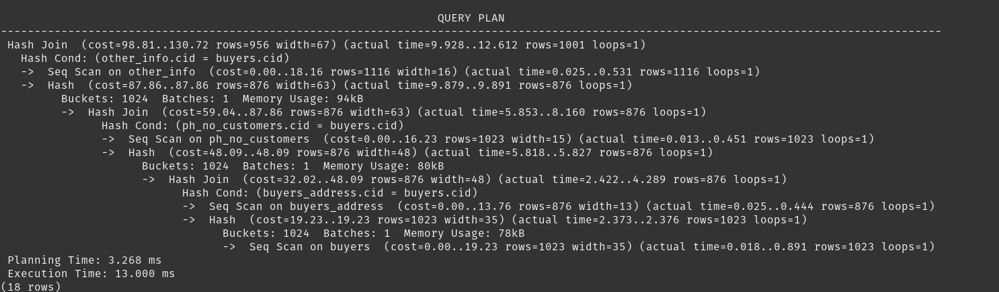 QUERY PLAN
--------------------------------------------------------------------------------------------------------------------------------------------
Hash Join  (cost=98.81..130.72 rows=956 width=67) (actual time=9.928..12.612 rows=1001 loops=1)
  Hash Cond: (other_info.cid = buyers.cid)
  ->  Seq Scan on other_info  (cost=0.00..18.16 rows=1116 width=16) (actual time=0.025..0.531 rows=1116 loops=1)
  ->  Hash  (cost=87.86..87.86 rows=876 width=63) (actual time=9.879..9.891 rows=876 loops=1)
        Buckets: 1024  Batches: 1  Memory Usage: 94kB
        ->  Hash Join  (cost=59.04..87.86 rows=876 width=63) (actual time=5.853..8.160 rows=876 loops=1)
              Hash Cond: (ph_no_customers.cid = buyers.cid)
              ->  Seq Scan on ph_no_customers  (cost=0.00..16.23 rows=1023 width=15) (actual time=0.013..0.451 rows=1023 loops=1)
              ->  Hash  (cost=48.09..48.09 rows=876 width=48) (actual time=5.818..5.827 rows=876 loops=1)
                    Buckets: 1024  Batches: 1  Memory Usage: 80kB
                    ->  Hash Join  (cost=32.02..48.09 rows=876 width=48) (actual time=2.422..4.289 rows=876 loops=1)
                          Hash Cond: (buyers_address.cid = buyers.cid)
                          ->  Seq Scan on buyers_address  (cost=0.00..13.76 rows=876 width=13) (actual time=0.025..0.444 rows=876 loops=1)
                          ->  Hash  (cost=19.23..19.23 rows=1023 width=35) (actual time=2.373..2.376 rows=1023 loops=1)
                                Buckets: 1024  Batches: 1  Memory Usage: 78kB
                                ->  Seq Scan on buyers  (cost=0.00..19.23 rows=1023 width=35) (actual time=0.018..0.891 rows=1023 loops=1)
Planning Time: 3.268 ms
Execution Time: 13.000 ms
(18 rows)